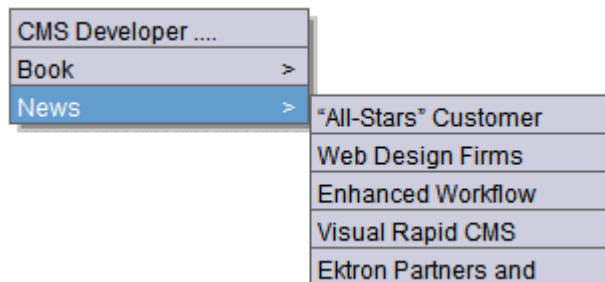 CMS Developer ....
Book >
News >
“All-Stars” Customer
Web Design Firms
Enhanced Workflow
Visual Rapid CMS
Ektron Partners and